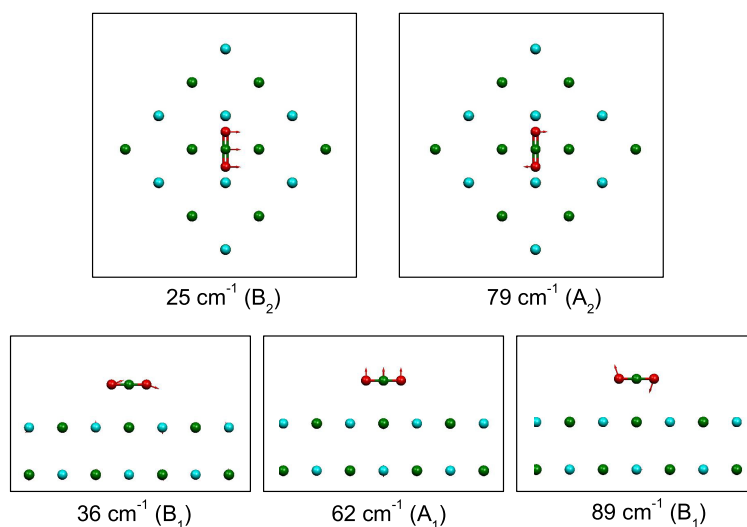 25 cm⁻¹ (B₂)
79 cm⁻¹ (A₂)
36 cm⁻¹ (B₁)
62 cm⁻¹ (A₁)
89 cm⁻¹ (B₁)